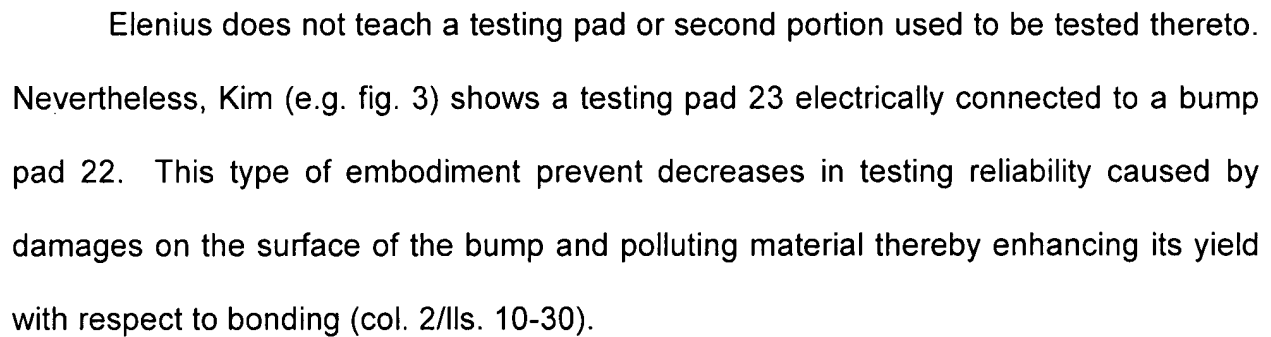 Elenius does not teach a testing pad or second portion used to be tested thereto.
Nevertheless, Kim (e.g. fig. 3) shows a testing pad 23 electrically connected to a bump
pad 22. This type of embodiment prevent decreases in testing reliability caused by
damages on the surface of the bump and polluting material thereby enhancing its yield
with respect to bonding (col. 2/lls. 10-30).